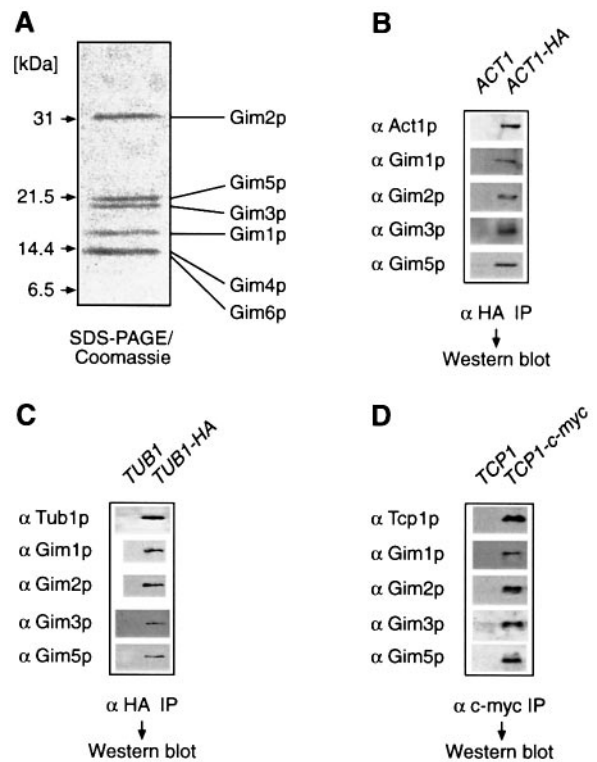 A
[kDa]
31
21.5
14.4
6.5
Gim2p
Gim5p
Gim3p
Gim1p
Gim4p
Gim6p
SDS-PAGE/
Coomassie
B
ACT1
ACT1-HA
α Act1p
α Gim1p
α Gim2p
α Gim3p
α Gim5p
α HA IP
Western blot
C
TUB1
TUB1-HA
α Tub1p
α Gim1p
α Gim2p
α Gim3p
α Gim5p
α HA IP
Western blot
D
TCP1
TCP1-c-myc
α Tcp1p
α Gim1p
α Gim2p
α Gim3p
α Gim5p
α c-myc IP
Western blot